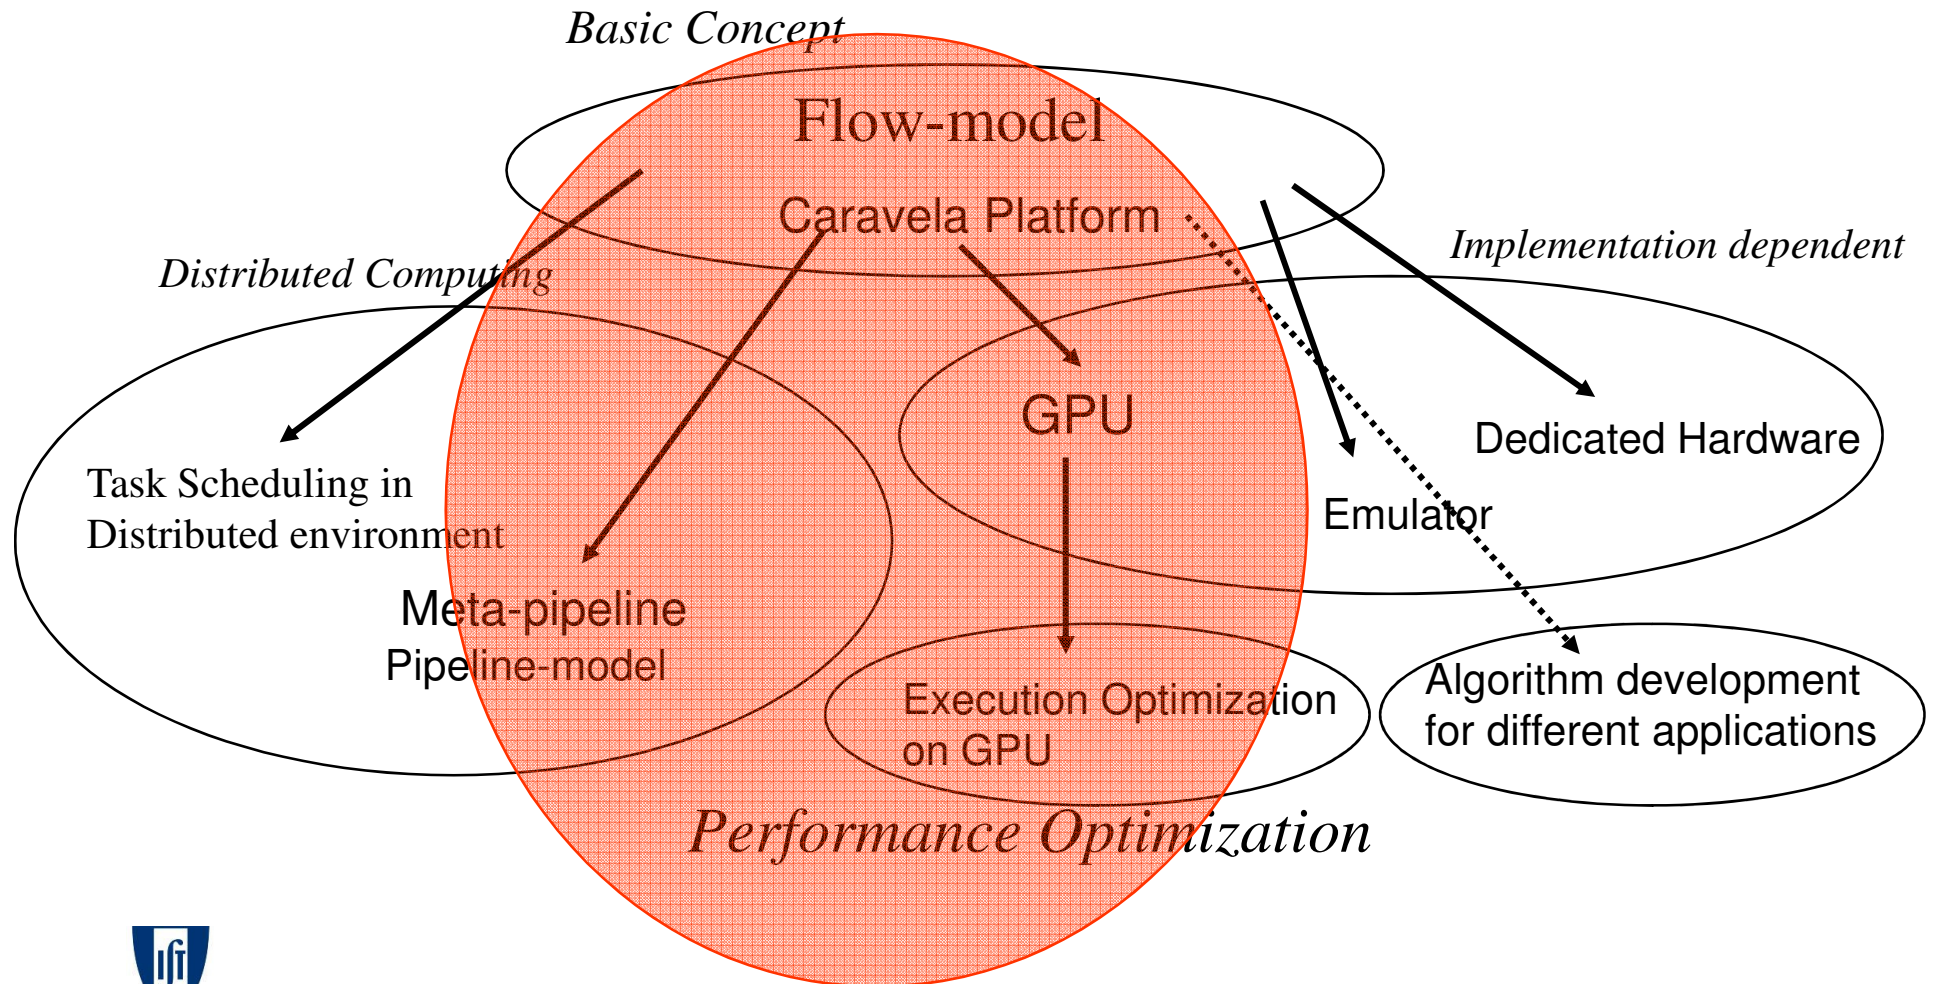 Basic Concept
Flow-model
Caravela Platform
Implementation dependent
Distributed Computing
GPU
Dedicated Hardware
Task Scheduling in
Distributed environment
Emulator
Meta-pipeline
Pipeline-model
Execution Optimization
on GPU
Algorithm development
for different applications
Performance Optimization